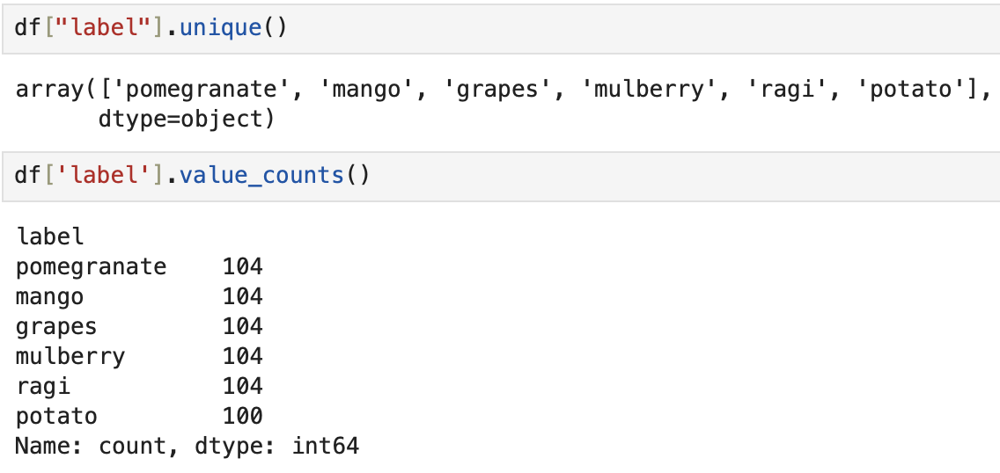 df["label"].unique()
array(['pomegranate', 'mango', 'grapes', 'mulberry', 'ragi', 'potato'],
      dtype=object)
df['label'].value_counts()
label
pomegranate    104
mango          104
grapes         104
mulberry       104
ragi           104
potato         100
Name: count, dtype: int64